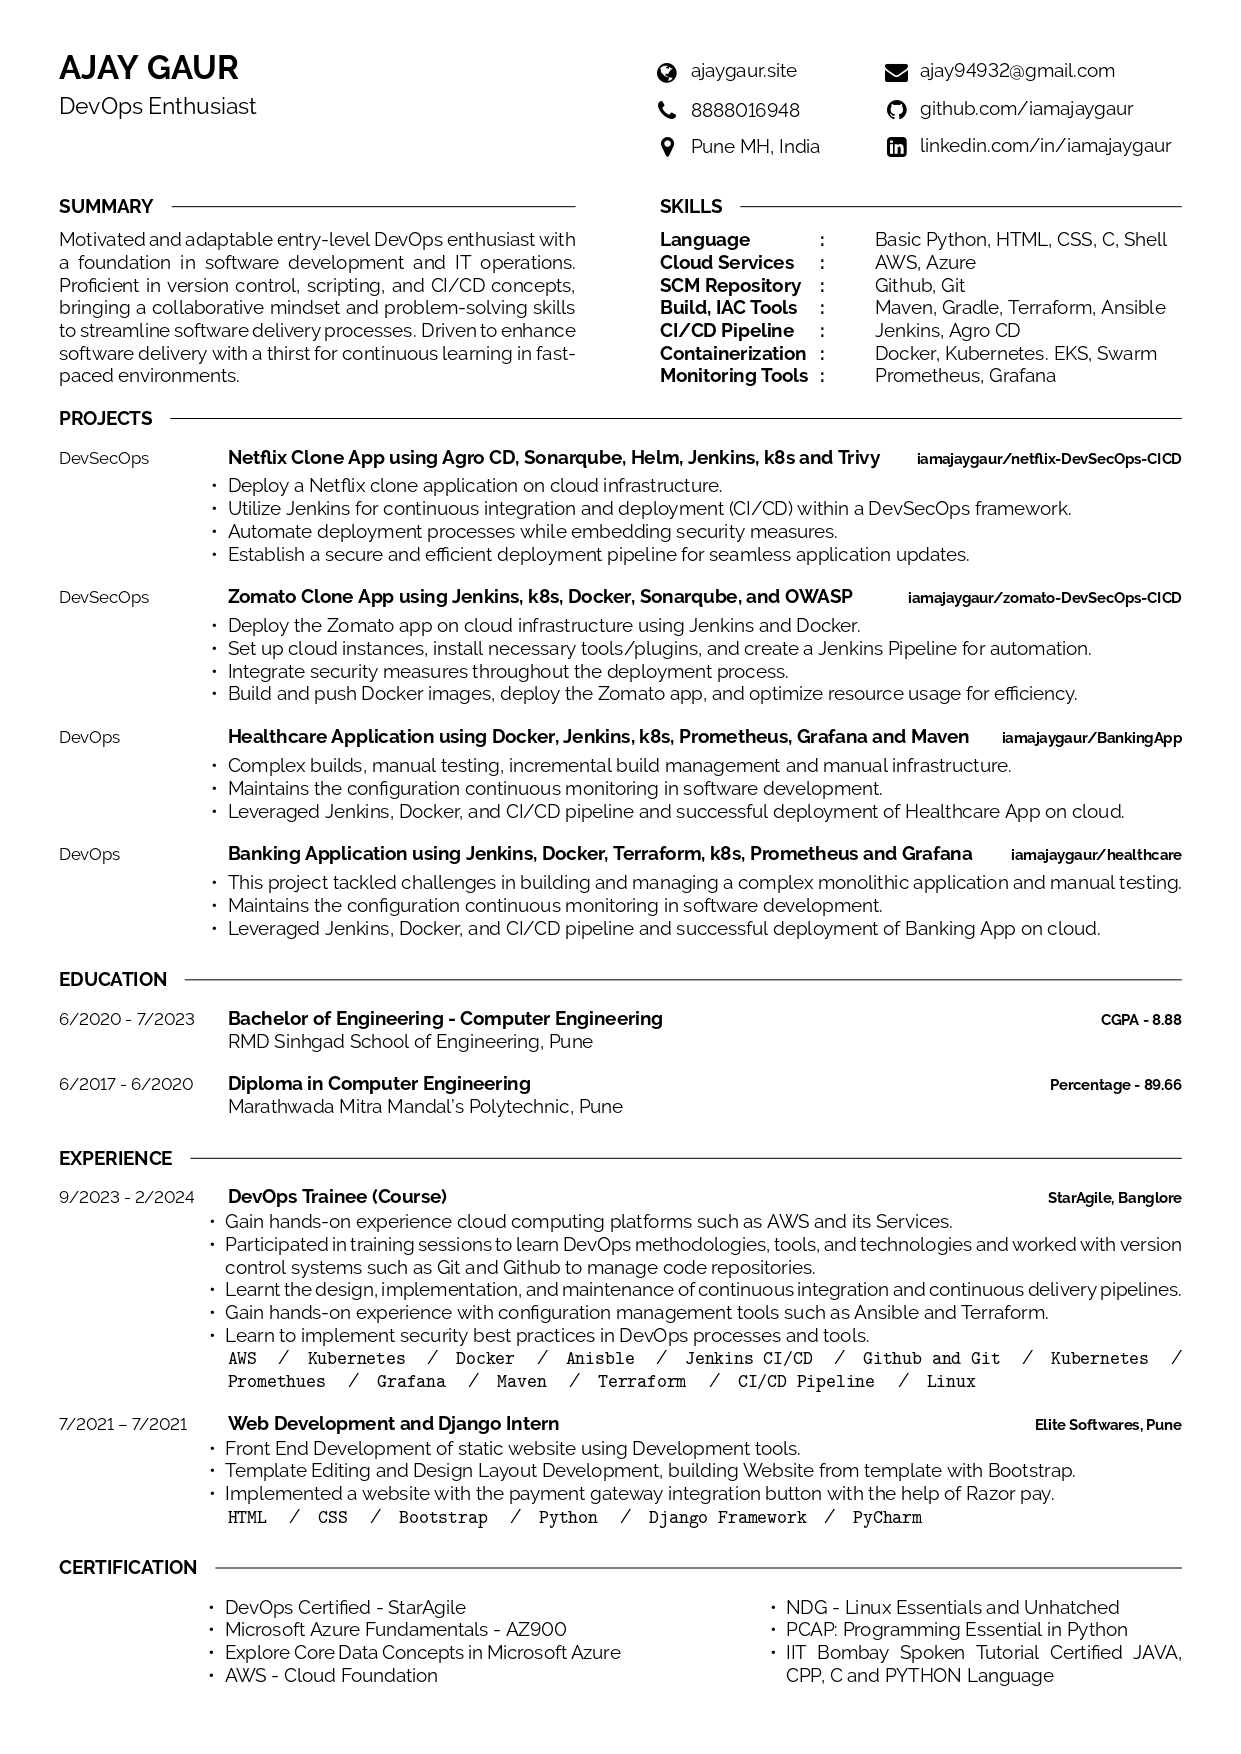 AJAY GAUR
DevOps Enthusiast
ajaygaur.site
ajay94932@gmail.com
8888016948
github.com/iamajaygaur
Pune MH, India
linkedin.com/in/iamajaygaur
SUMMARY
Motivated and adaptable entry-level DevOps enthusiast with
a foundation in software development and IT operations.
Proficient in version control, scripting, and CI/CD concepts,
bringing a collaborative mindset and problem-solving skills
to streamline software delivery processes. Driven to enhance
software delivery with a thirst for continuous learning in fast-
paced environments.
SKILLS
Language : Basic Python, HTML, CSS, C, Shell
Cloud Services : AWS, Azure
SCM Repository : Github, Git
Build, IAC Tools : Maven, Gradle, Terraform, Ansible
CI/CD Pipeline : Jenkins, Agro CD
Containerization : Docker, Kubernetes. EKS, Swarm
Monitoring Tools : Prometheus, Grafana
PROJECTS
DevSecOps Netflix Clone App using Agro CD, Sonarqube, Helm, Jenkins, k8s and Trivy iamajaygaur/netflix-DevSecOps-CICD
• Deploy a Netflix clone application on cloud infrastructure.
• Utilize Jenkins for continuous integration and deployment (CI/CD) within a DevSecOps framework.
• Automate deployment processes while embedding security measures.
• Establish a secure and efficient deployment pipeline for seamless application updates.
DevSecOps Zomato Clone App using Jenkins, k8s, Docker, Sonarqube, and OWASP iamajaygaur/zomato-DevSecOps-CICD
• Deploy the Zomato app on cloud infrastructure using Jenkins and Docker.
• Set up cloud instances, install necessary tools/plugins, and create a Jenkins Pipeline for automation.
• Integrate security measures throughout the deployment process.
• Build and push Docker images, deploy the Zomato app, and optimize resource usage for efficiency.
DevOps Healthcare Application using Docker, Jenkins, k8s, Prometheus, Grafana and Maven iamajaygaur/BankingApp
• Complex builds, manual testing, incremental build management and manual infrastructure.
• Maintains the configuration continuous monitoring in software development.
• Leveraged Jenkins, Docker, and CI/CD pipeline and successful deployment of Healthcare App on cloud.
DevOps Banking Application using Jenkins, Docker, Terraform, k8s, Prometheus and Grafana iamajaygaur/healthcare
• This project tackled challenges in building and managing a complex monolithic application and manual testing.
• Maintains the configuration continuous monitoring in software development.
• Leveraged Jenkins, Docker, and CI/CD pipeline and successful deployment of Banking App on cloud.
EDUCATION
6/2020 - 7/2023 Bachelor of Engineering - Computer Engineering CGPA - 8.88
RMD Sinhgad School of Engineering, Pune
6/2017 - 6/2020 Diploma in Computer Engineering Percentage - 89.66
Marathwada Mitra Mandal's Polytechnic, Pune
EXPERIENCE
9/2023 - 2/2024 DevOps Trainee (Course) StarAgile, Banglore
• Gain hands-on experience cloud computing platforms such as AWS and its Services.
• Participated in training sessions to learn DevOps methodologies, tools, and technologies and worked with version
control systems such as Git and Github to manage code repositories.
• Learnt the design, implementation, and maintenance of continuous integration and continuous delivery pipelines.
• Gain hands-on experience with configuration management tools such as Ansible and Terraform.
• Learn to implement security best practices in DevOps processes and tools.
AWS / Kubernetes / Docker / Anisble / Jenkins CI/CD / Github and Git / Kubernetes /
Promethues / Grafana / Maven / Terraform / CI/CD Pipeline / Linux
7/2021 – 7/2021 Web Development and Django Intern Elite Softwares, Pune
• Front End Development of static website using Development tools.
• Template Editing and Design Layout Development, building Website from template with Bootstrap.
• Implemented a website with the payment gateway integration button with the help of Razor pay.
HTML / CSS / Bootstrap / Python / Django Framework / PyCharm
CERTIFICATION
• DevOps Certified - StarAgile
• Microsoft Azure Fundamentals - AZ900
• Explore Core Data Concepts in Microsoft Azure
• AWS - Cloud Foundation
• NDG - Linux Essentials and Unhatched
• PCAP: Programming Essential in Python
• IIT Bombay Spoken Tutorial Certified JAVA,
CPP, C and PYTHON Language